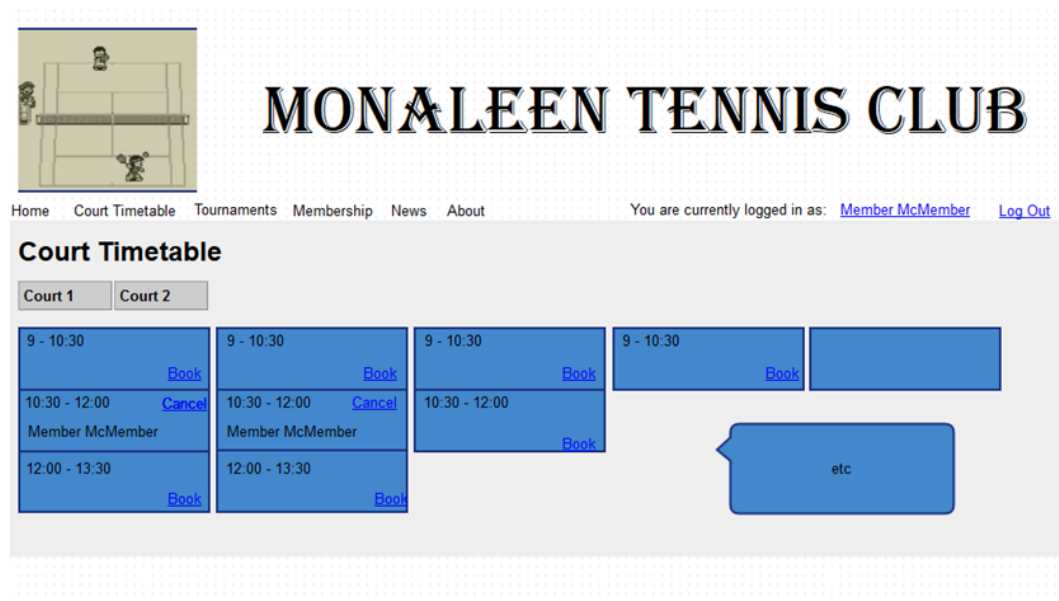 MONALEEN TENNIS CLUB
Home Court Timetable Tournaments Membership News About You are currently logged in as: Member McMember Log Out
Court Timetable
Court 1 Court 2
9 - 10:30 9 - 10:30 9 - 10:30 9 - 10:30
Book Book Book Book
10:30 - 12:00 Cancel 10:30 - 12:00 Cancel 10:30 - 12:00
Member McMember Member McMember
Book
12:00 - 13:30 12:00 - 13:30 etc
Book Book